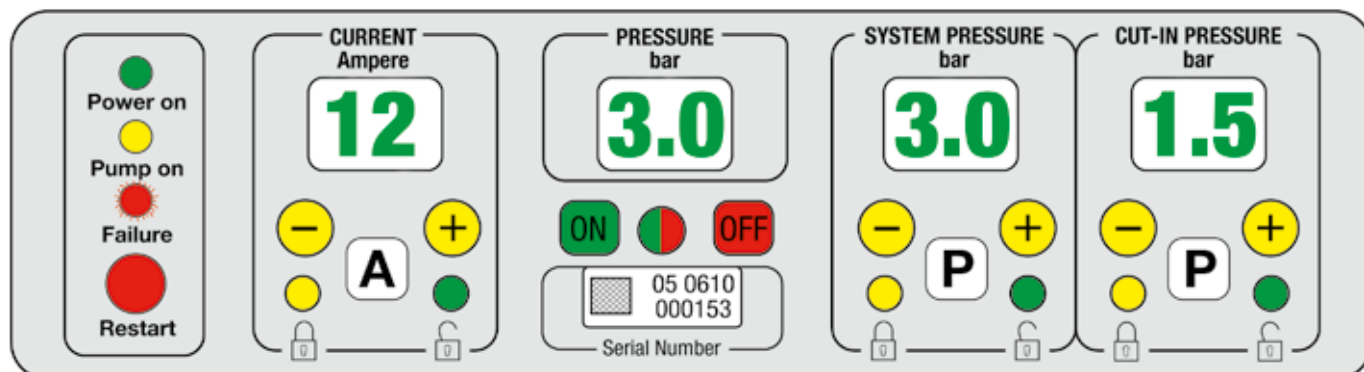 Power on
Pump on
Failure
Restart
CURRENT
Ampere
12
− +
A
PRESSURE
bar
3.0
ON OFF
05 0610
000153
Serial Number
SYSTEM PRESSURE
bar
3.0
− +
P
CUT-IN PRESSURE
bar
1.5
− +
P